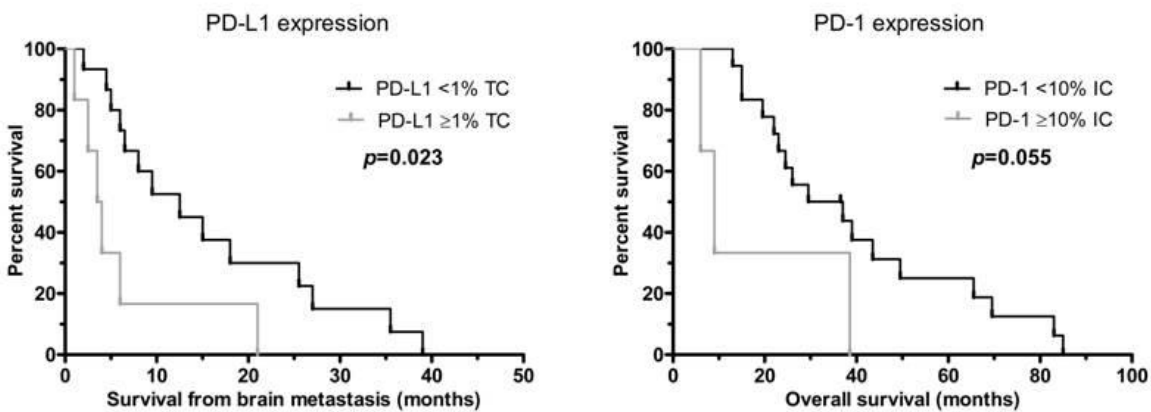 PD-L1 expression
100
80
60
40
20
0
Percent survival
PD-L1 <1% TC
PD-L1 ≥1% TC
p=0.023
0 10 20 30 40 50
Survival from brain metastasis (months)
PD-1 expression
100
80
60
40
20
0
Percent survival
PD-1 <10% IC
PD-1 ≥10% IC
p=0.055
0 20 40 60 80 100
Overall survival (months)